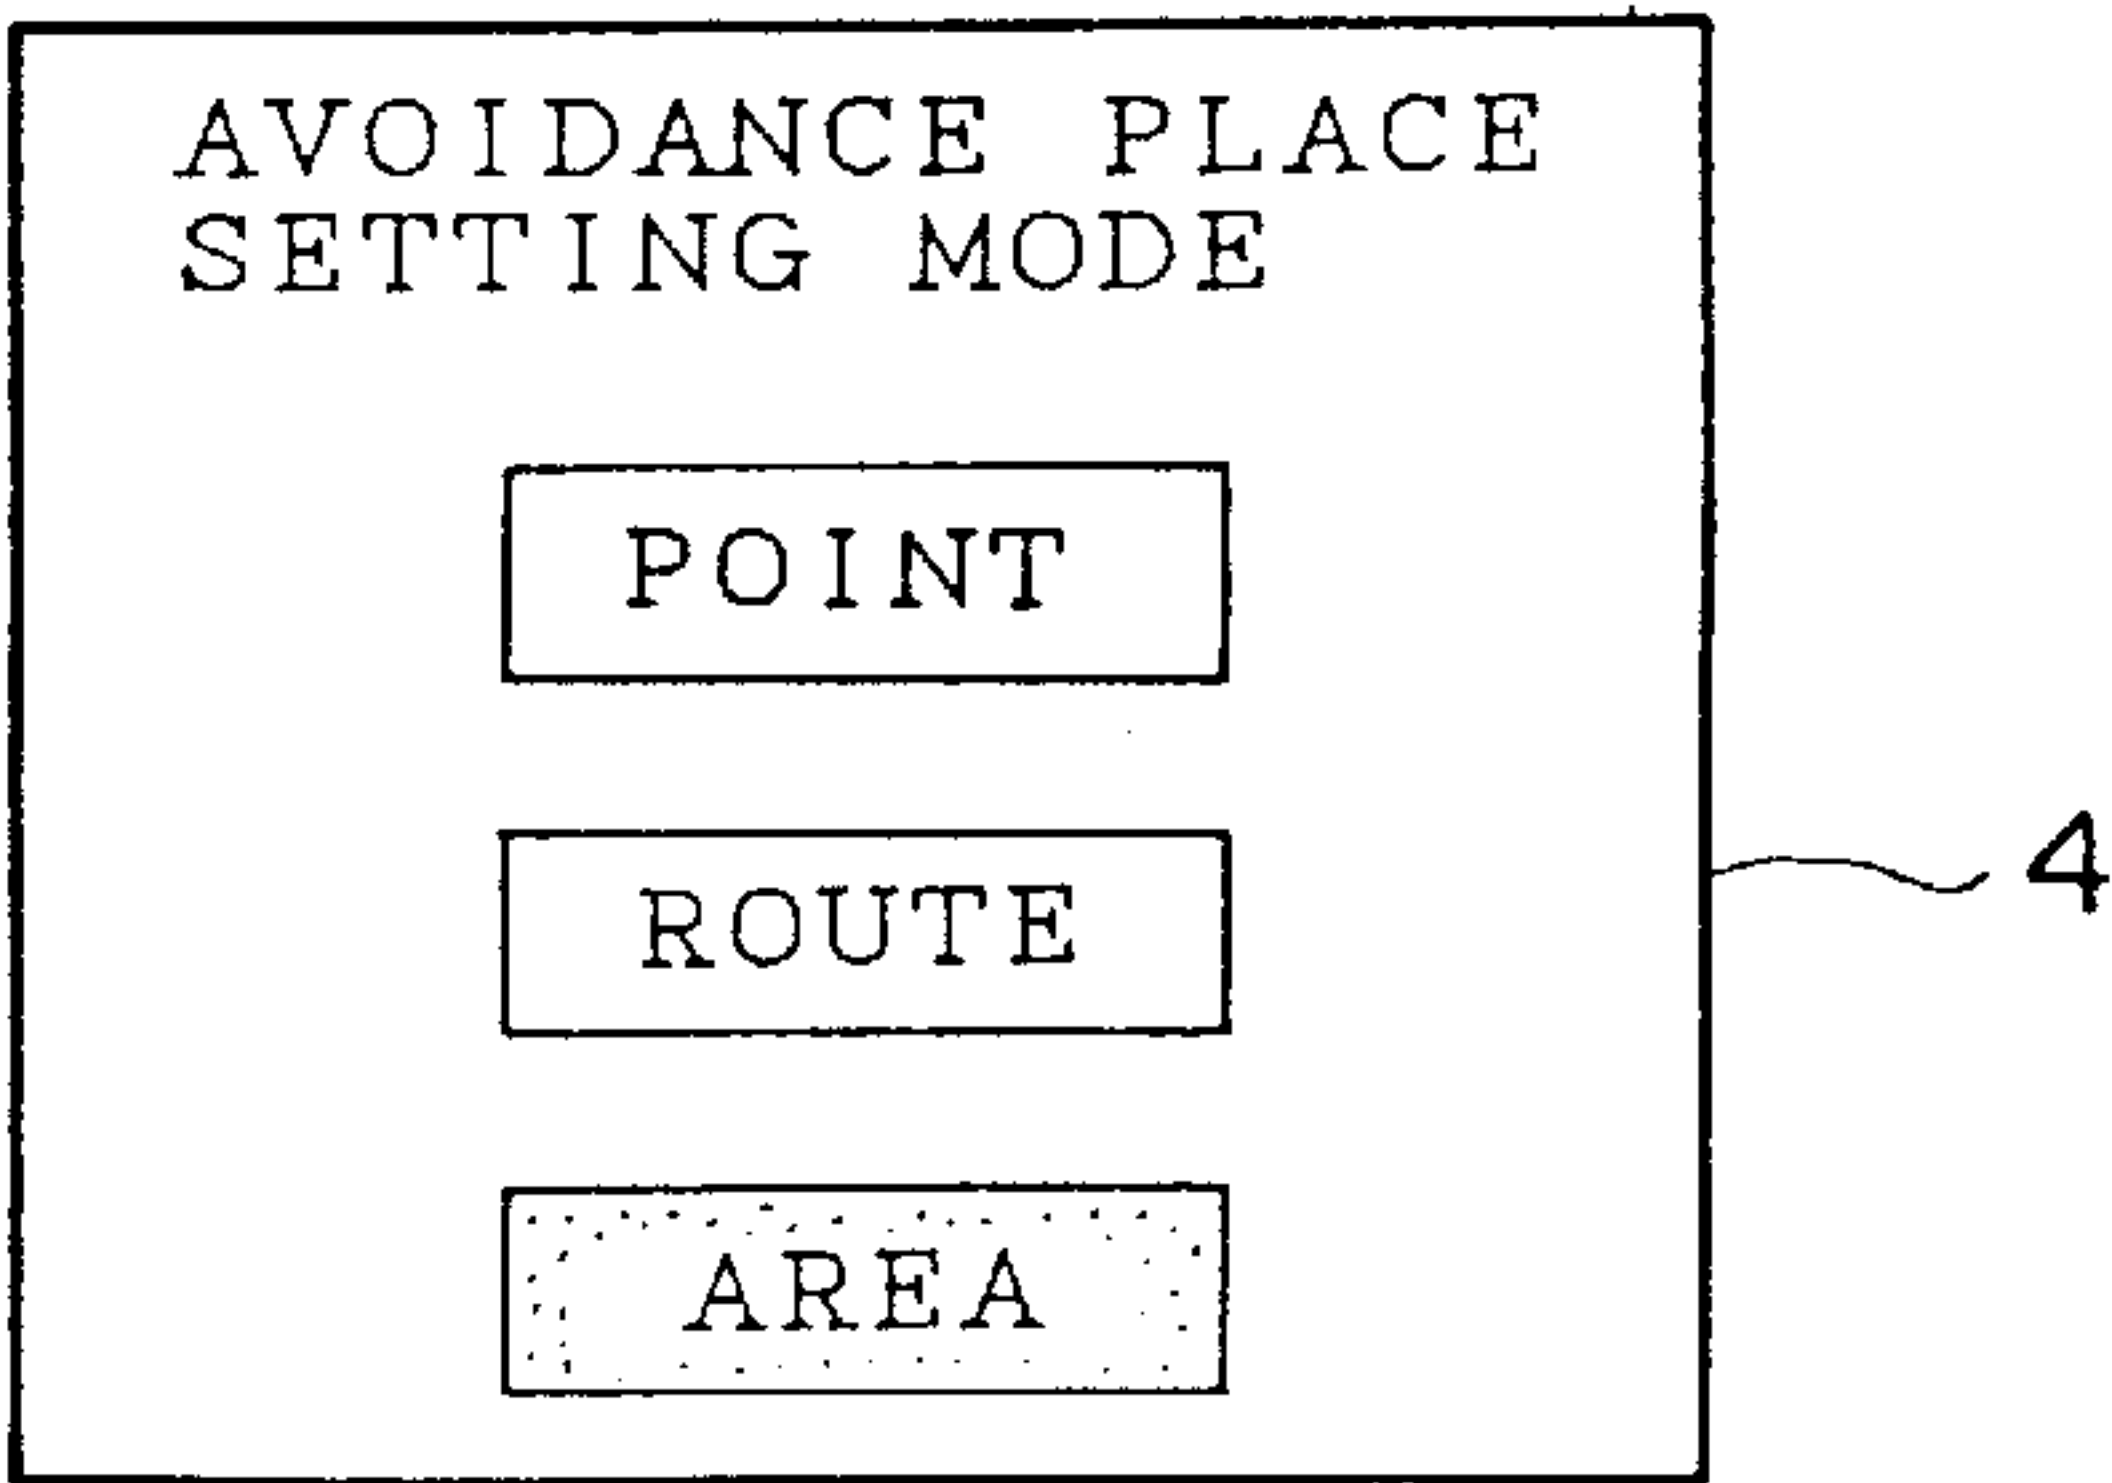 AVOIDANCE PLACE
SETTING MODE
POINT
ROUTE
4
AREA